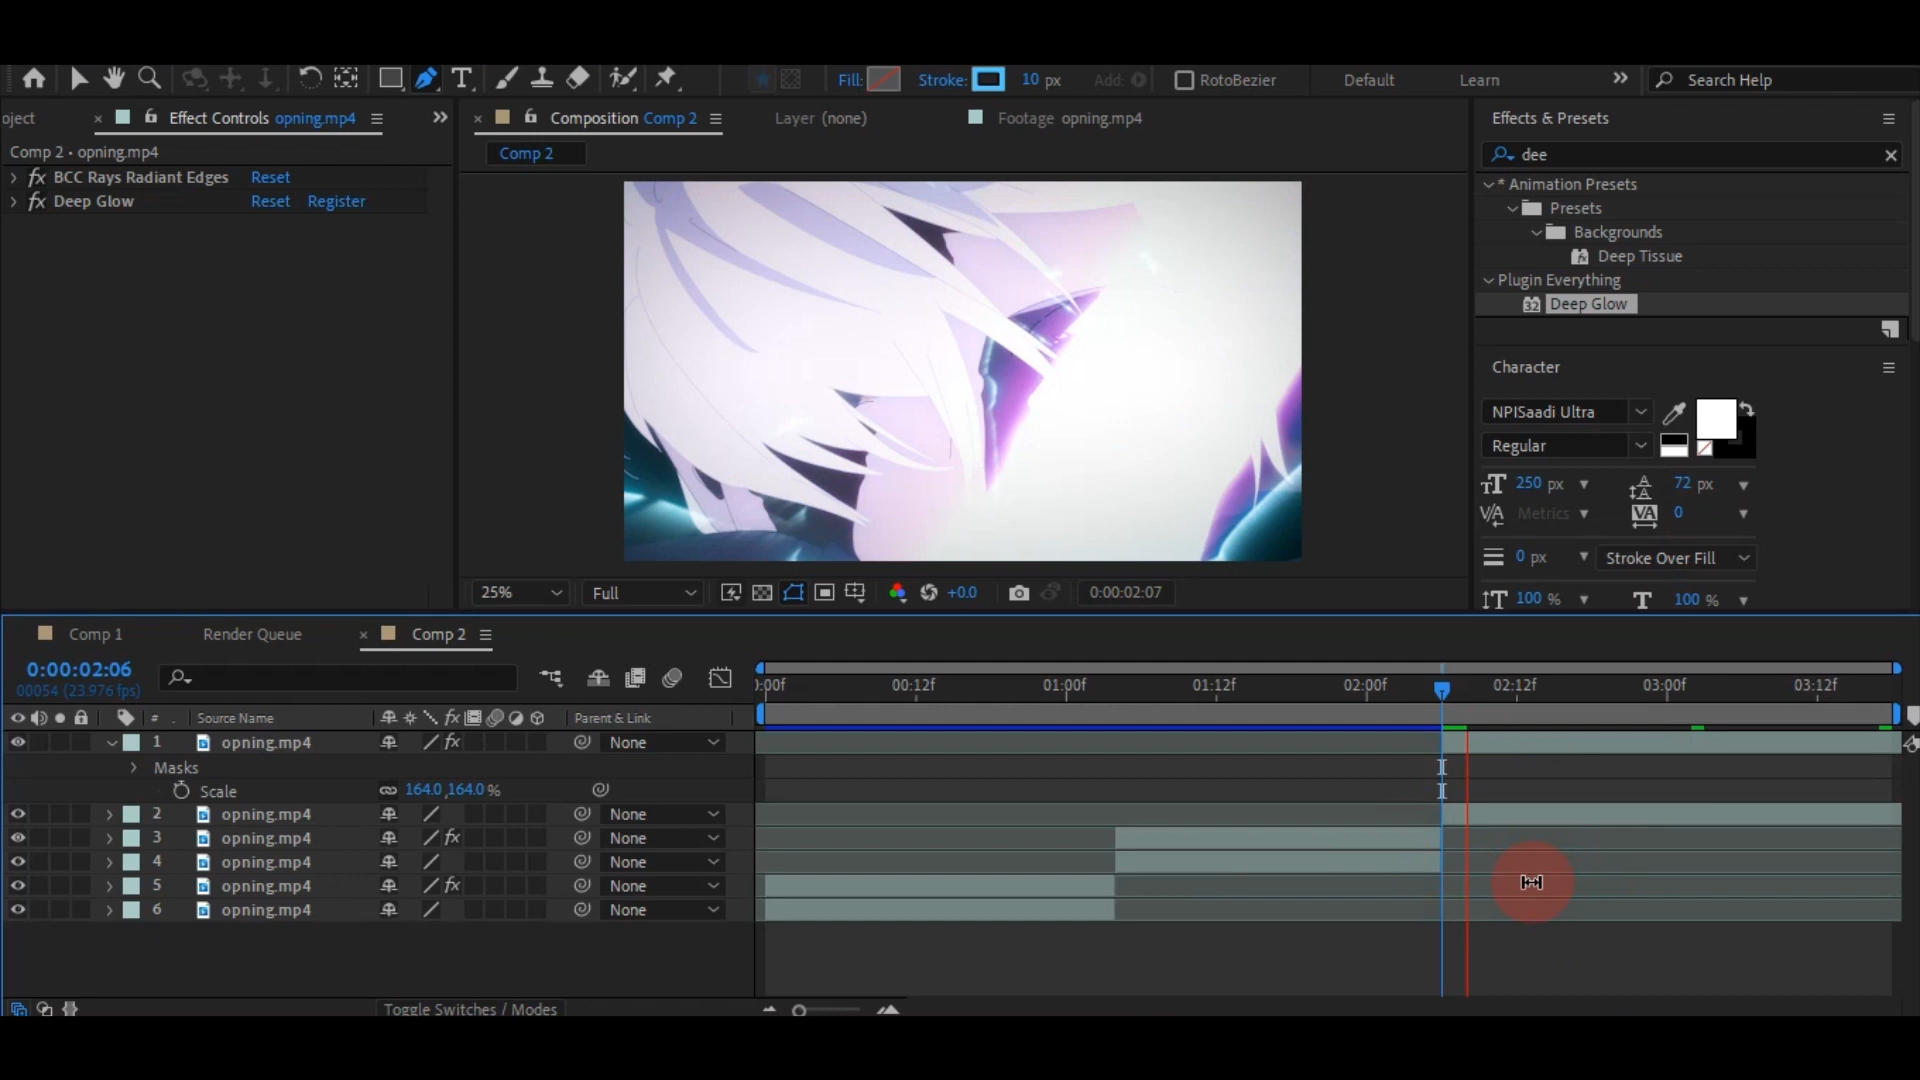 Fill: Stroke: 10 px Add: RotoBezier Default Learn Search Help
oject Effect Controls opning.mp4 Composition Comp 2 Layer (none) Footage opning.mp4 Effects & Presets
Comp 2 • opning.mp4 Comp 2 dee
BCC Rays Radiant Edges Reset
Deep Glow Reset Register
* Animation Presets
Presets
Backgrounds
Deep Tissue
Plugin Everything
Deep Glow
Character
NPISaadi Ultra
Regular
250 px 72 px
Metrics 0
0 px Stroke Over Fill
100 % 100 %
25% Full +0.0 0:00:02:07
Comp 1 Render Queue Comp 2
0:00:02:06
00054 (23.976 fps)
:00f 00:12f 01:00f 01:12f 02:00f 02:12f 03:00f 03:12f
# . Source Name Parent & Link
1 opning.mp4 None
Masks
Scale 164.0,164.0 %
2 opning.mp4 None
3 opning.mp4 None
4 opning.mp4 None
5 opning.mp4 None
6 opning.mp4 None
Toggle Switches / Modes